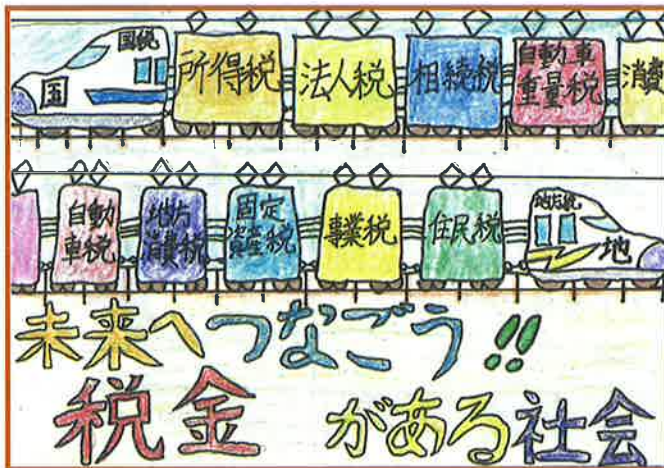 国 国税 所得税 法人税 相続税 自動車重量税 消費
自動車税 地方消費税 固定資産税 事業税 住民税 地方税 地
未来へつなごう!!
税金がある社会